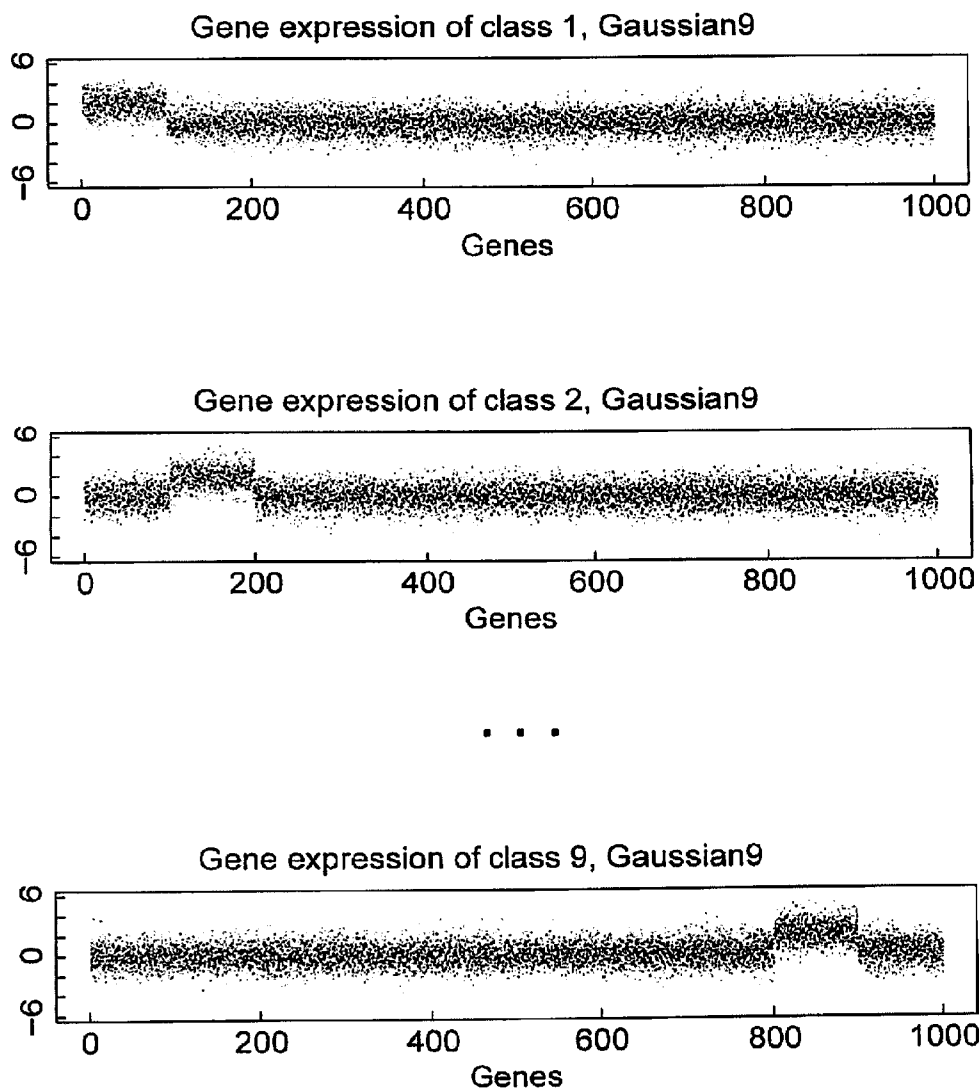 Gene expression of class 1, Gaussian9
6
0
-6
0 200 400 600 800 1000
Genes
Gene expression of class 2, Gaussian9
6
0
-6
0 200 400 600 800 1000
Genes
. . .
Gene expression of class 9, Gaussian9
6
0
-6
0 200 400 600 800 1000
Genes